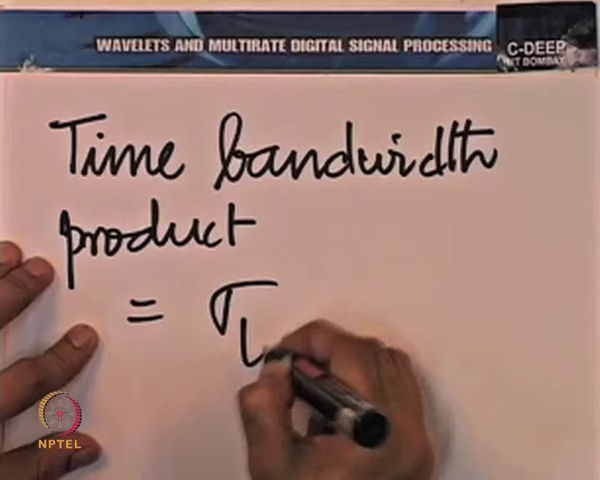 WAVELETS AND MULTIRATE DIGITAL SIGNAL PROCESSING
C-DEEP
IIT BOMBAY
Time bandwidth
product
= σ
NPTEL